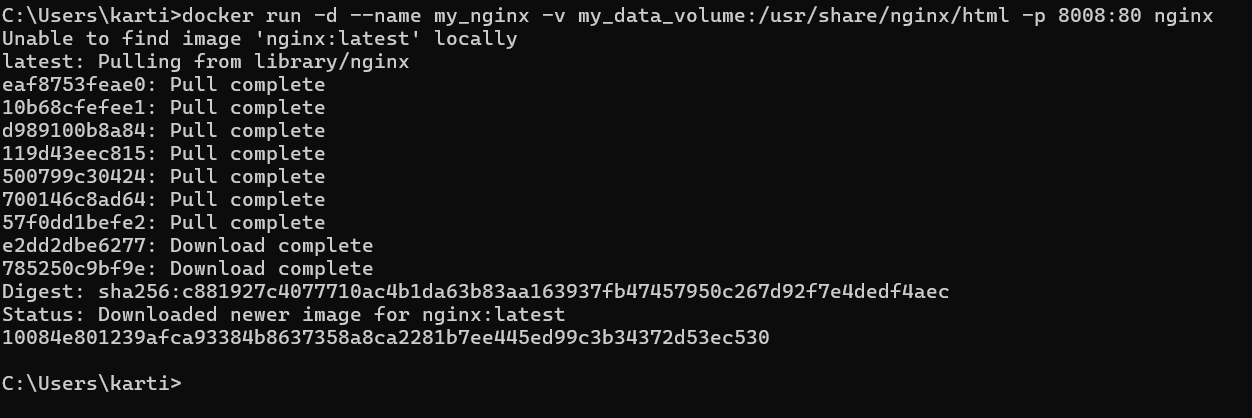 C:\Users\karti>docker run -d --name my_nginx -v my_data_volume:/usr/share/nginx/html -p 8008:80 nginx
Unable to find image 'nginx:latest' locally
latest: Pulling from library/nginx
eaf8753feae0: Pull complete
10b68cfefee1: Pull complete
d989100b8a84: Pull complete
119d43eec815: Pull complete
500799c30424: Pull complete
700146c8ad64: Pull complete
57f0dd1befe2: Pull complete
e2dd2dbe6277: Download complete
785250c9bf9e: Download complete
Digest: sha256:c881927c4077710ac4b1da63b83aa163937fb47457950c267d92f7e4dedf4aec
Status: Downloaded newer image for nginx:latest
10084e801239afca93384b8637358a8ca2281b7ee445ed99c3b34372d53ec530
C:\Users\karti>